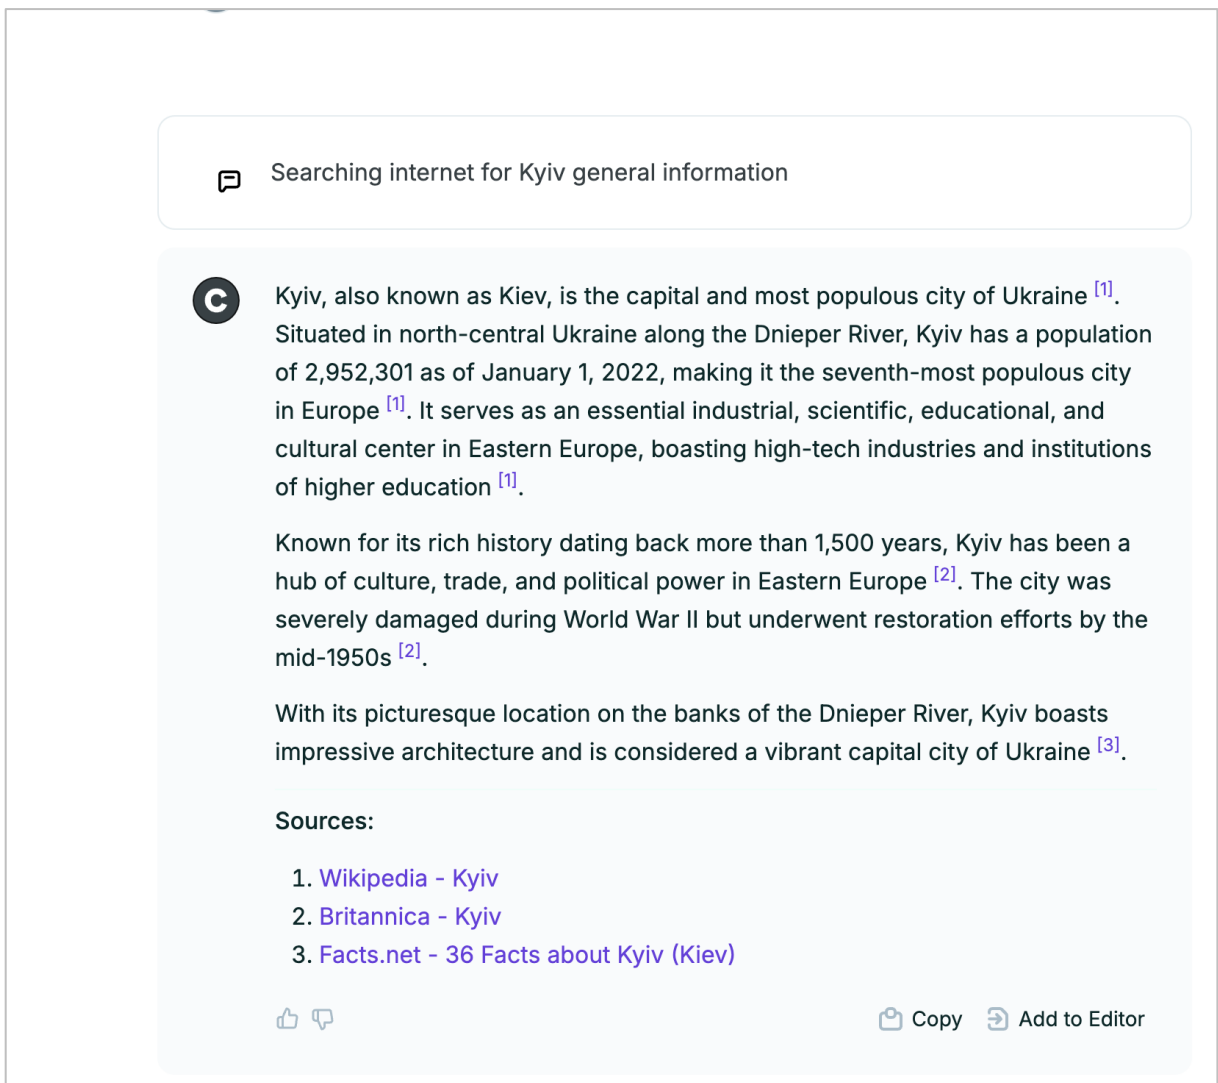 Searching internet for Kyiv general information
C
Kyiv, also known as Kiev, is the capital and most populous city of Ukraine [1].
Situated in north-central Ukraine along the Dnieper River, Kyiv has a population
of 2,952,301 as of January 1, 2022, making it the seventh-most populous city
in Europe [1]. It serves as an essential industrial, scientific, educational, and
cultural center in Eastern Europe, boasting high-tech industries and institutions
of higher education [1].
Known for its rich history dating back more than 1,500 years, Kyiv has been a
hub of culture, trade, and political power in Eastern Europe [2]. The city was
severely damaged during World War II but underwent restoration efforts by the
mid-1950s [2].
With its picturesque location on the banks of the Dnieper River, Kyiv boasts
impressive architecture and is considered a vibrant capital city of Ukraine [3].
Sources:
1. Wikipedia - Kyiv
2. Britannica - Kyiv
3. Facts.net - 36 Facts about Kyiv (Kiev)
Copy Add to Editor